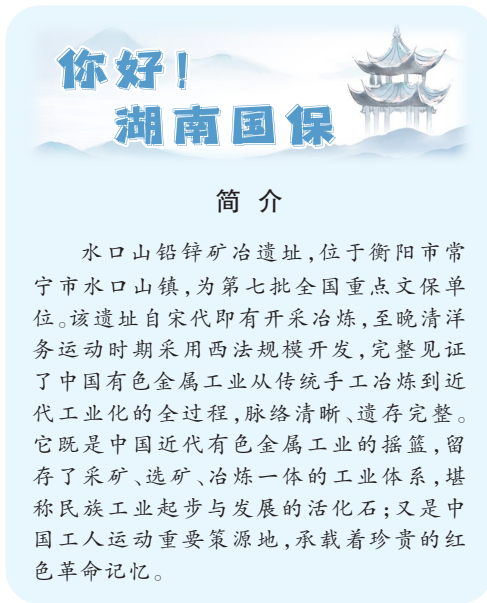 你好!
湖南国保
简 介
水口山铅锌矿冶遗址,位于衡阳市常
宁市水口山镇,为第七批全国重点文保单
位。该遗址自宋代即有开采冶炼,至晚清洋
务运动时期采用西法规模开发,完整见证
了中国有色金属工业从传统手工冶炼到近
代工业化的全过程,脉络清晰、遗存完整。
它既是中国近代有色金属工业的摇篮,留
存了采矿、选矿、冶炼一体的工业体系,堪
称民族工业起步与发展的活化石;又是中
国工人运动重要策源地,承载着珍贵的红
色革命记忆。